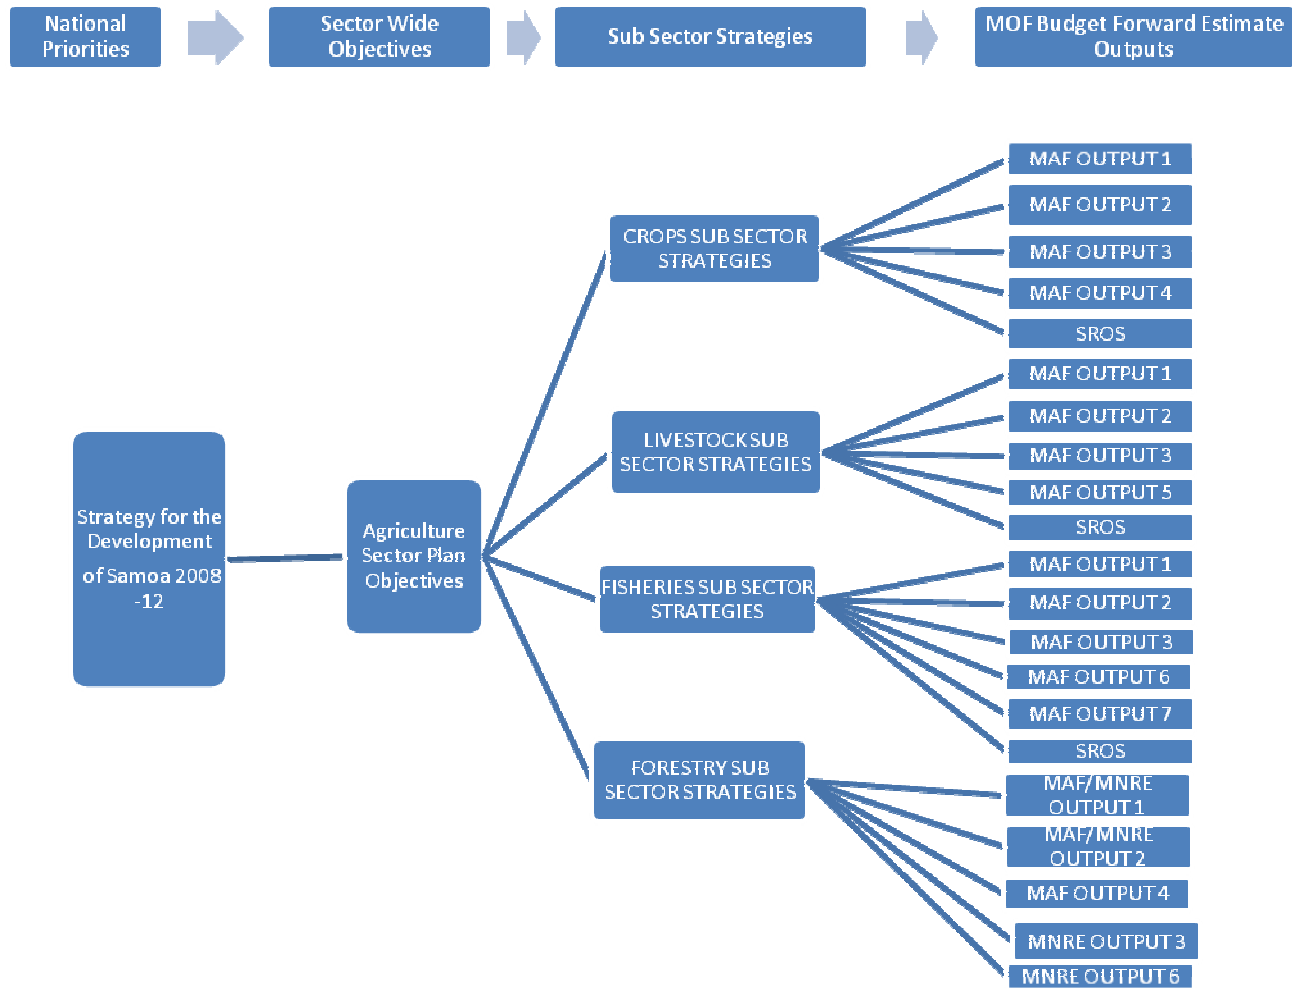 National
Priorities
Sector Wide
Objectives
Sub Sector Strategies
MOF Budget Forward Estimate
Outputs
Strategy for the
Development
of Samoa 2008
-12
Agriculture
Sector Plan
Objectives
CROPS SUB SECTOR
STRATEGIES
MAF OUTPUT 1
MAF OUTPUT 2
MAF OUTPUT 3
MAF OUTPUT 4
SROS
LIVESTOCK SUB
SECTOR STRATEGIES
MAF OUTPUT 1
MAF OUTPUT 2
MAF OUTPUT 3
MAF OUTPUT 5
SROS
FISHERIES SUB SECTOR
STRATEGIES
MAF OUTPUT 1
MAF OUTPUT 2
MAF OUTPUT 3
MAF OUTPUT 6
MAF OUTPUT 7
SROS
FORESTRY SUB
SECTOR STRATEGIES
MAF/MNRE
OUTPUT 1
MAF/MNRE
OUTPUT 2
MAF OUTPUT 4
MNRE OUTPUT 3
MNRE OUTPUT 6